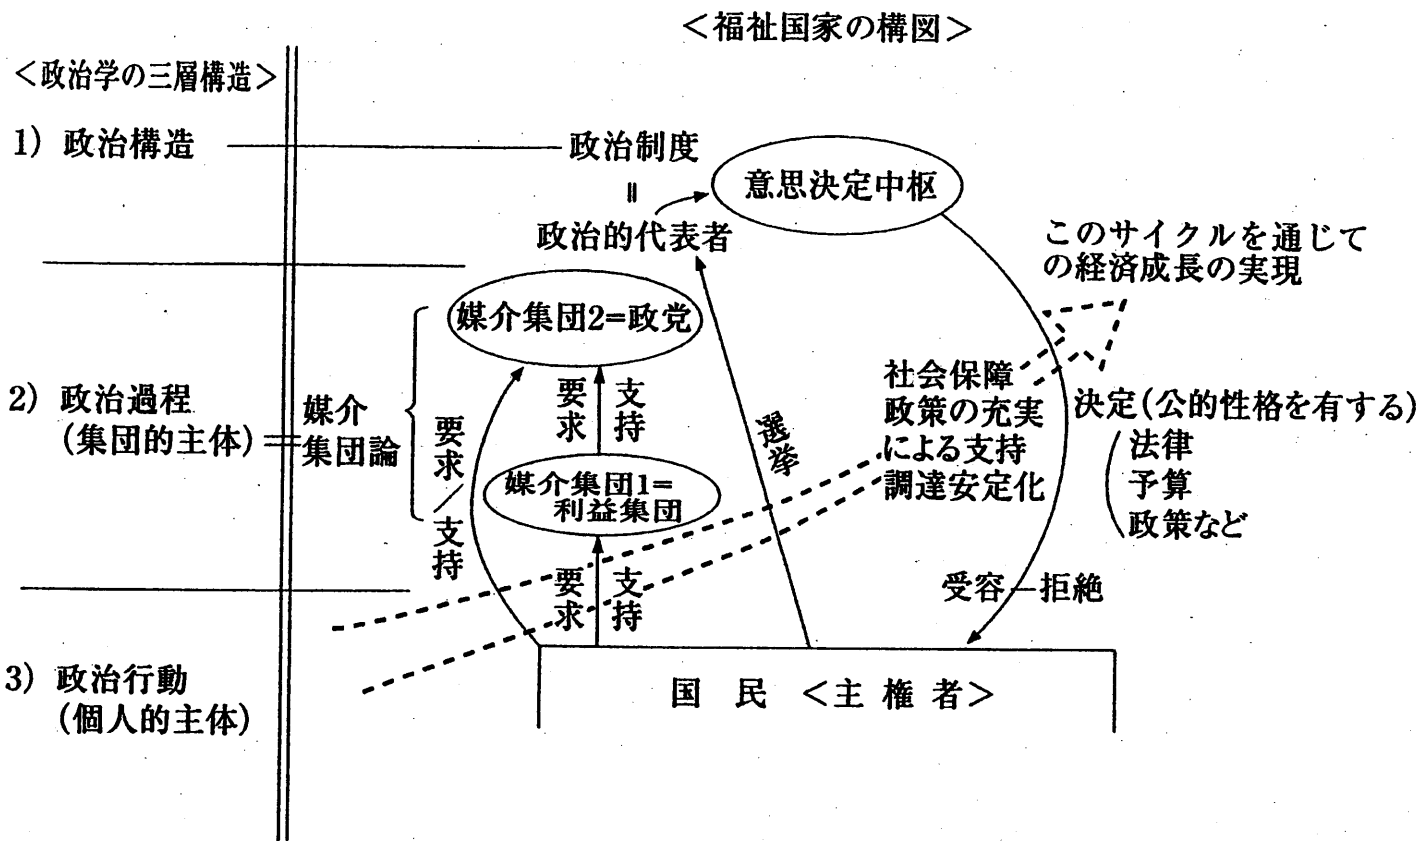 ＜福祉国家の構図＞
＜政治学の三層構造＞
1) 政治構造
政治制度
=
政治的代表者
意思決定中枢
このサイクルを通じて
の経済成長の実現
2) 政治過程
(集団的主体)
媒介
集団論
媒介集団2=政党
要求
支持
要求／支持
媒介集団1=
利益集団
要求
支持
選挙
社会保障
政策の充実
による支持
調達安定化
決定(公的性格を有する)
法律
予算
政策など
受容―拒絶
3) 政治行動
(個人的主体)
国 民 ＜主 権 者＞